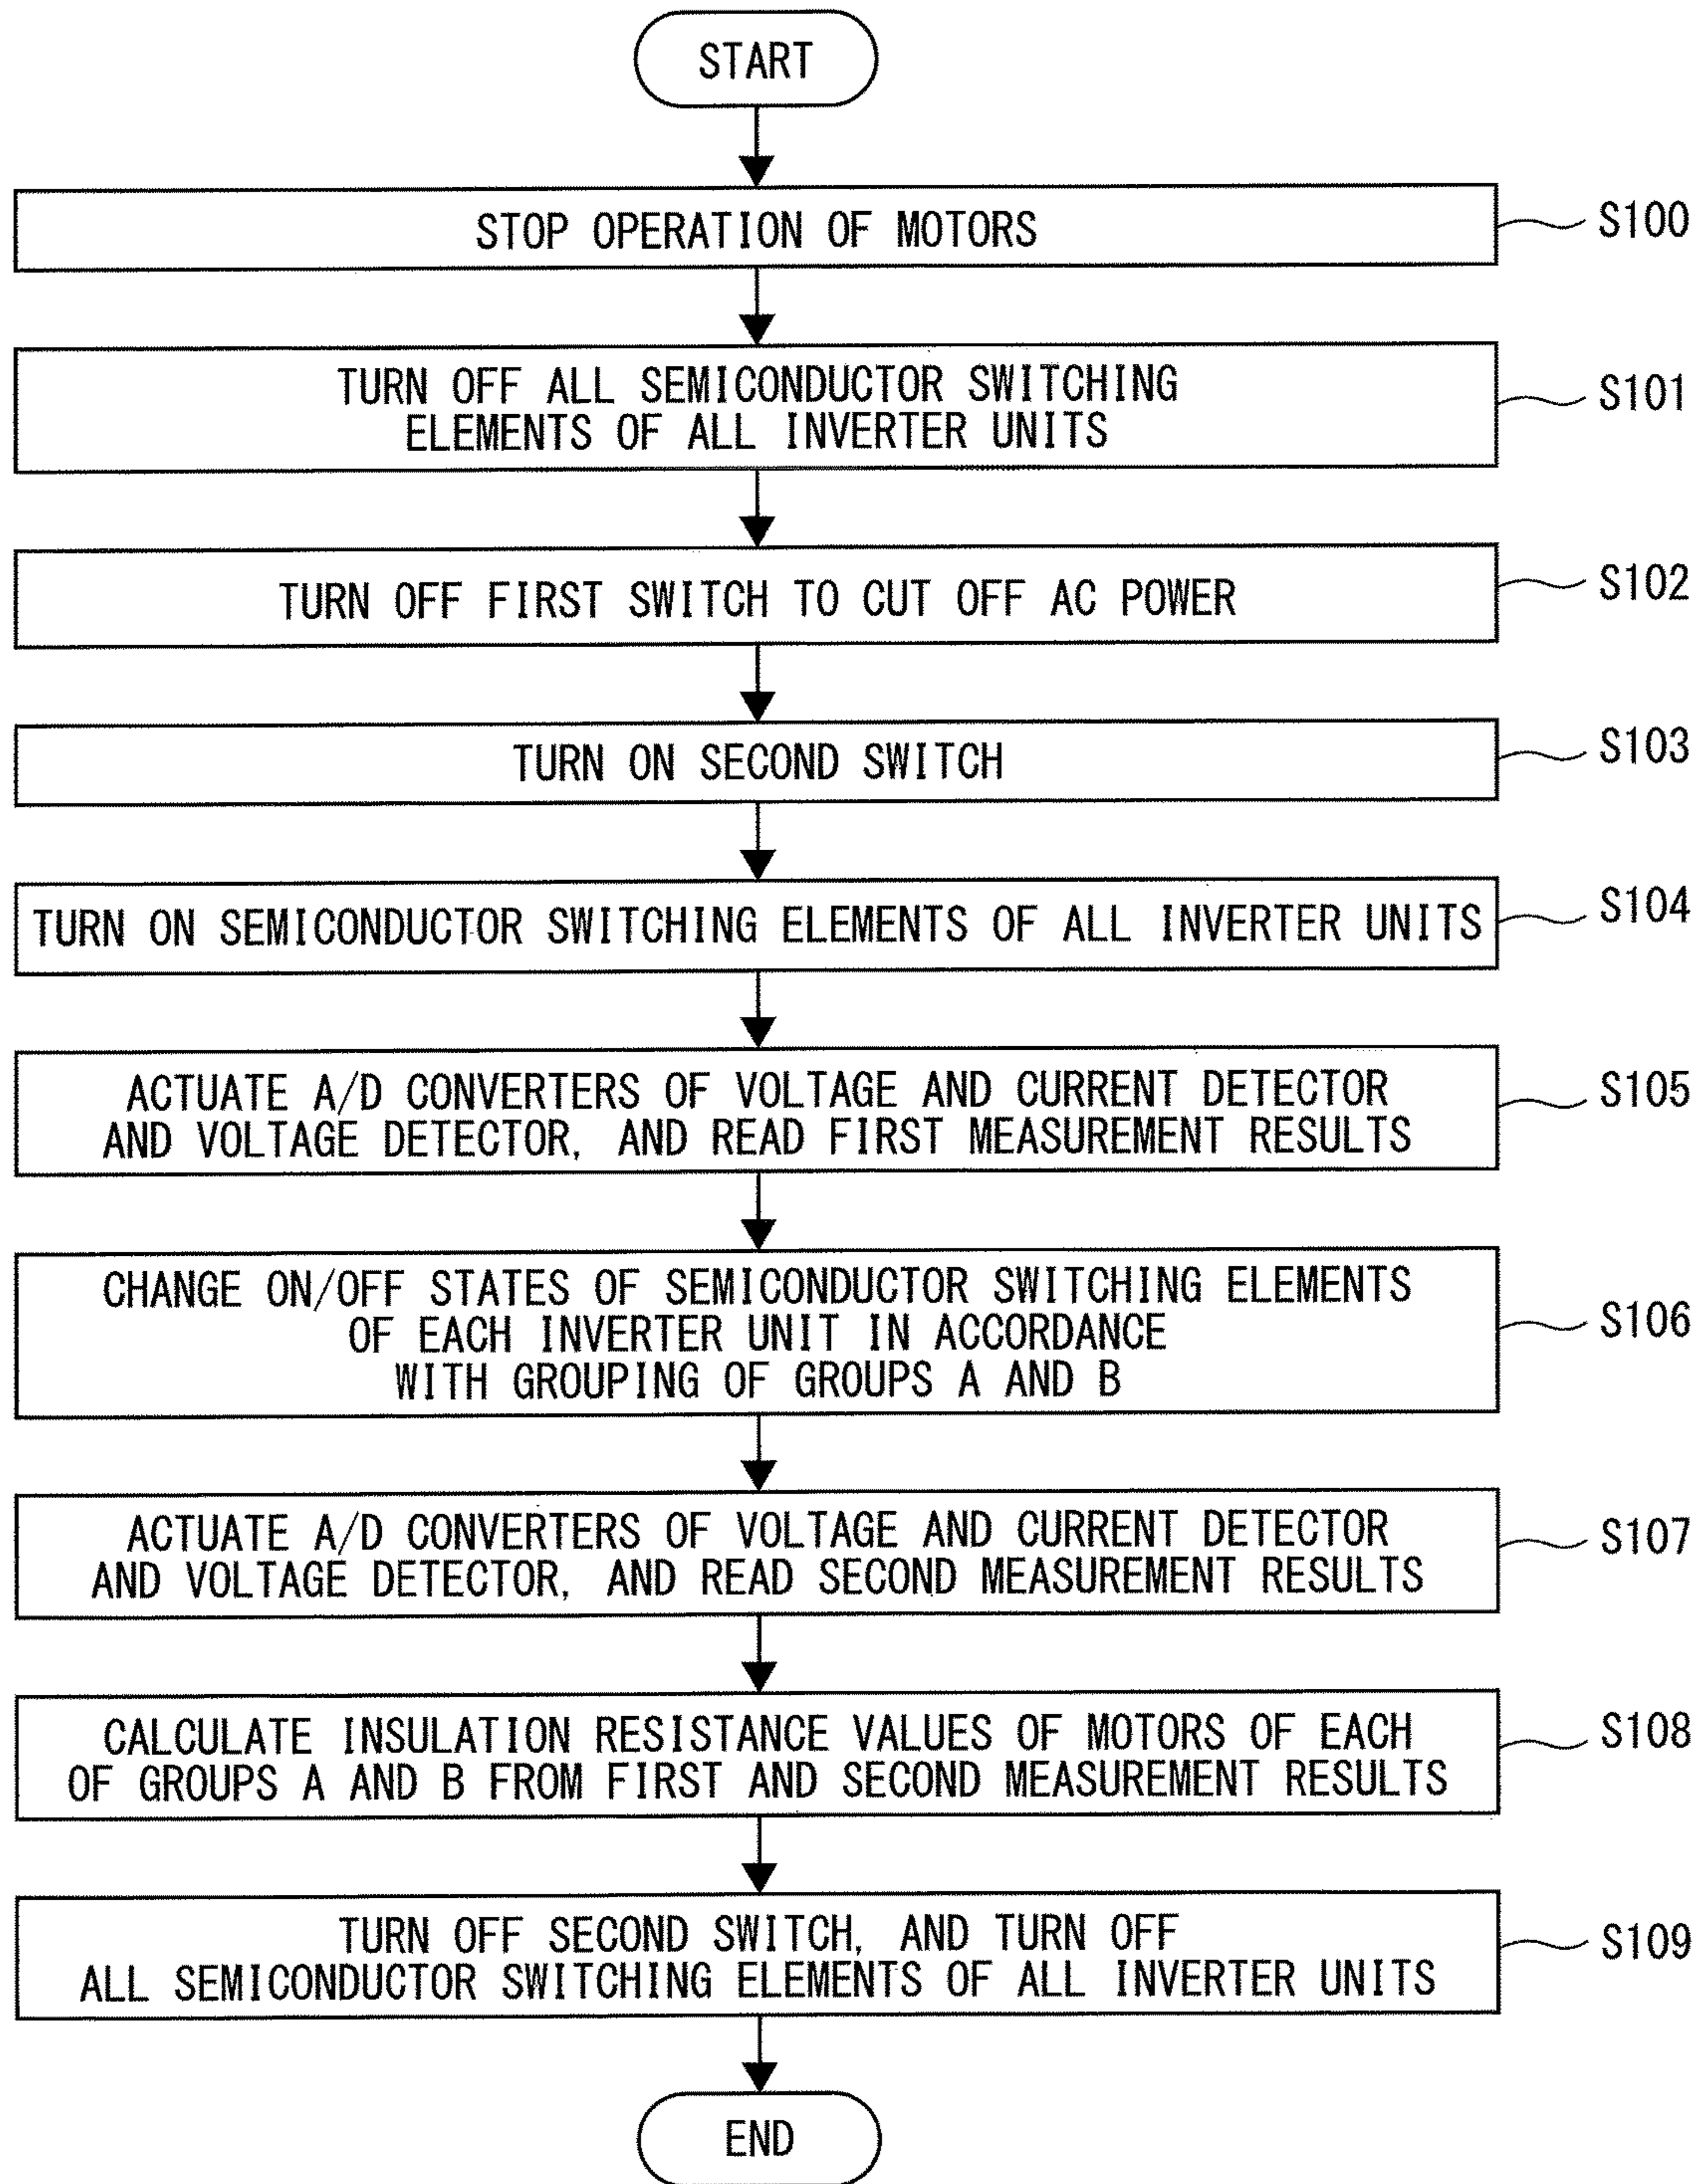 START
STOP OPERATION OF MOTORS
S100
TURN OFF ALL SEMICONDUCTOR SWITCHING
ELEMENTS OF ALL INVERTER UNITS
S101
TURN OFF FIRST SWITCH TO CUT OFF AC POWER
S102
TURN ON SECOND SWITCH
S103
TURN ON SEMICONDUCTOR SWITCHING ELEMENTS OF ALL INVERTER UNITS
S104
ACTUATE A/D CONVERTERS OF VOLTAGE AND CURRENT DETECTOR
AND VOLTAGE DETECTOR, AND READ FIRST MEASUREMENT RESULTS
S105
CHANGE ON/OFF STATES OF SEMICONDUCTOR SWITCHING ELEMENTS
OF EACH INVERTER UNIT IN ACCORDANCE
WITH GROUPING OF GROUPS A AND B
S106
ACTUATE A/D CONVERTERS OF VOLTAGE AND CURRENT DETECTOR
AND VOLTAGE DETECTOR, AND READ SECOND MEASUREMENT RESULTS
S107
CALCULATE INSULATION RESISTANCE VALUES OF MOTORS OF EACH
OF GROUPS A AND B FROM FIRST AND SECOND MEASUREMENT RESULTS
S108
TURN OFF SECOND SWITCH, AND TURN OFF
ALL SEMICONDUCTOR SWITCHING ELEMENTS OF ALL INVERTER UNITS
S109
END